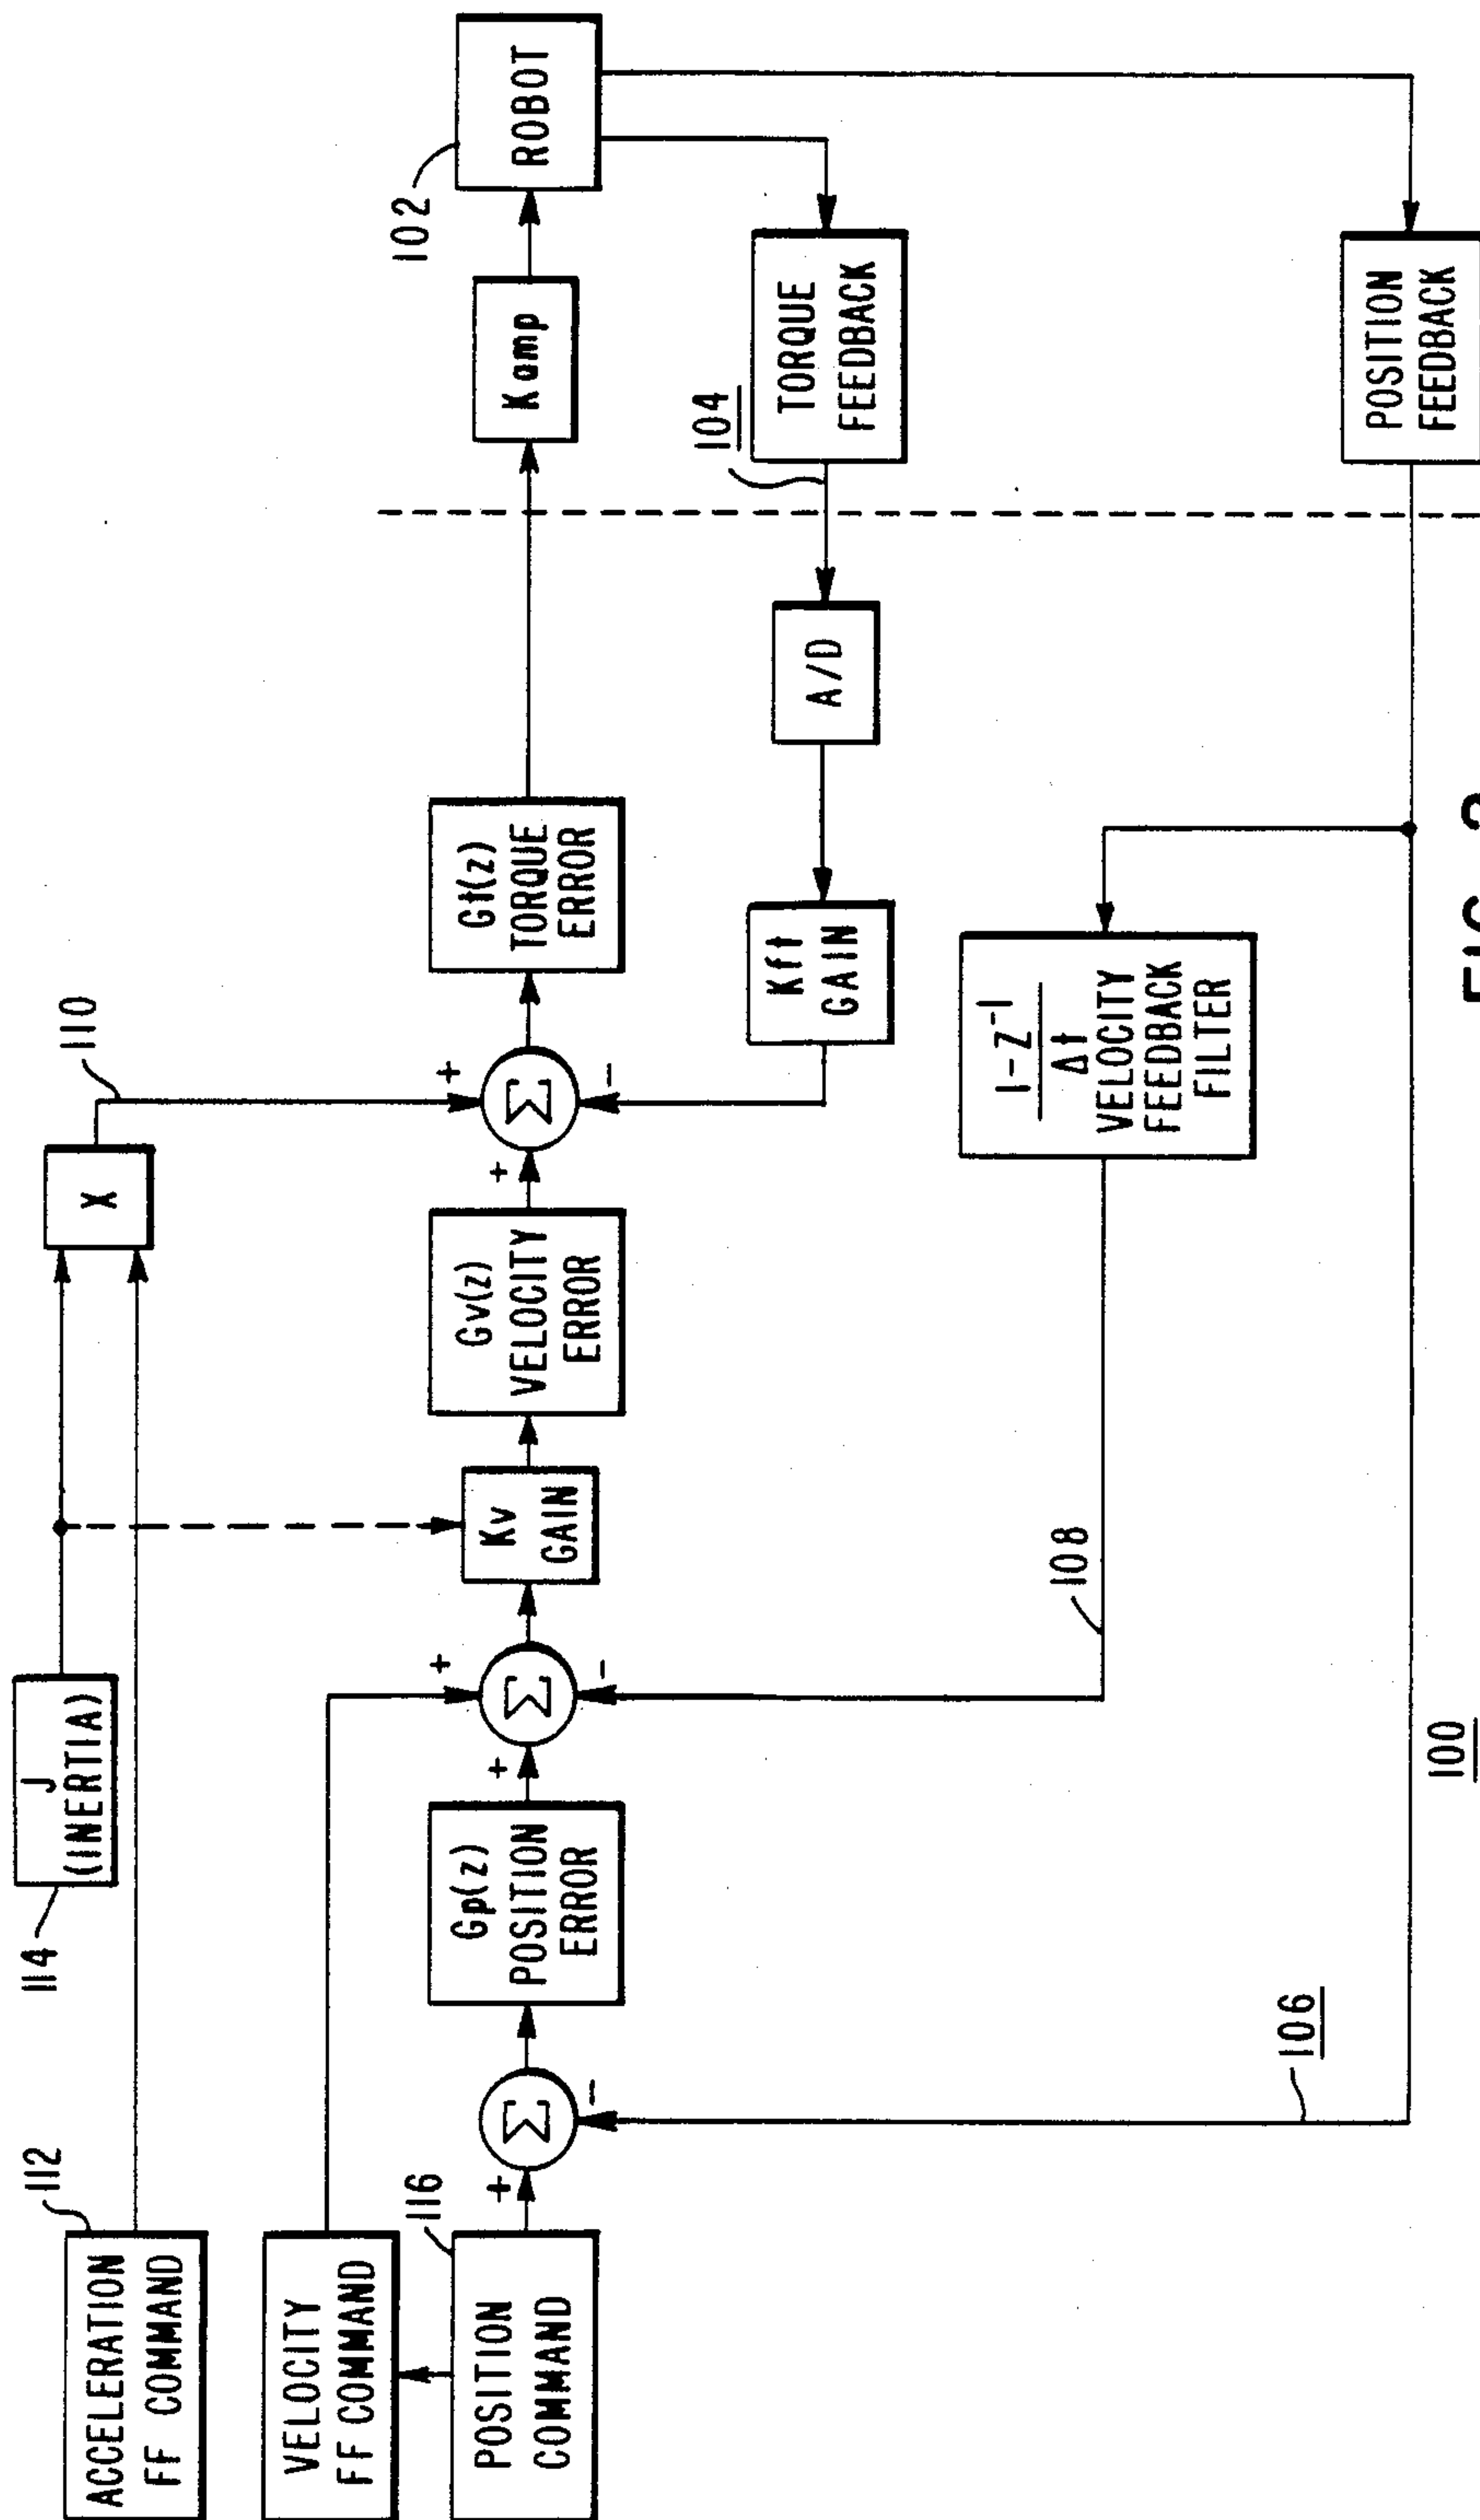 112
ACCELERATION
FF COMMAND
114
J
(INERTIA)
X
110
VELOCITY
FF COMMAND
116
POSITION
COMMAND
+
Σ
-
Gp(z)
POSITION
ERROR
+
+
Σ
-
Kv
GAIN
Gv(z)
VELOCITY
ERROR
+
+
Σ
-
Gt(z)
TORQUE
ERROR
Kamp
102
ROBOT
104
TORQUE
FEEDBACK
A/D
Kft
GAIN
1-Z⁻¹
Δt
VELOCITY
FEEDBACK
FILTER
108
106
POSITION
FEEDBACK
100